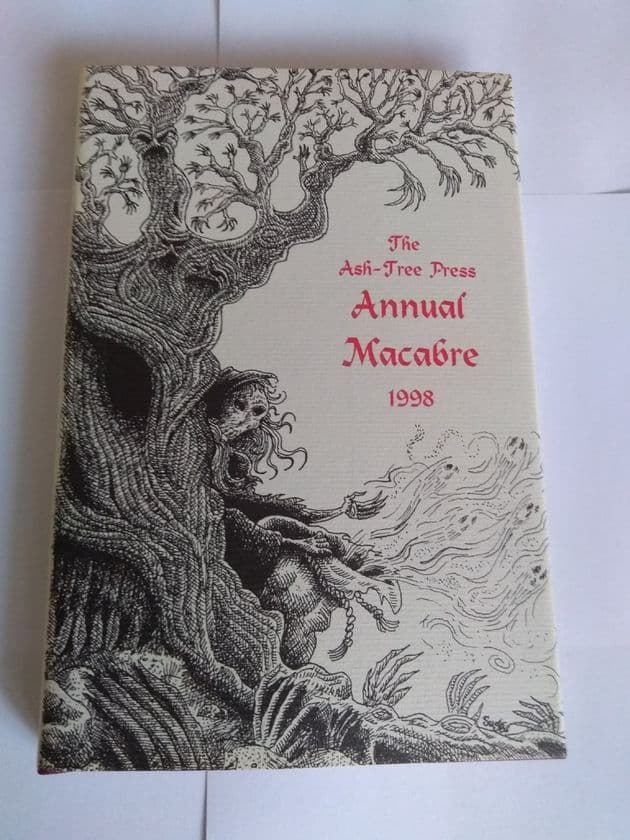 The
Ash-Tree Press
Annual
Macabre
1998